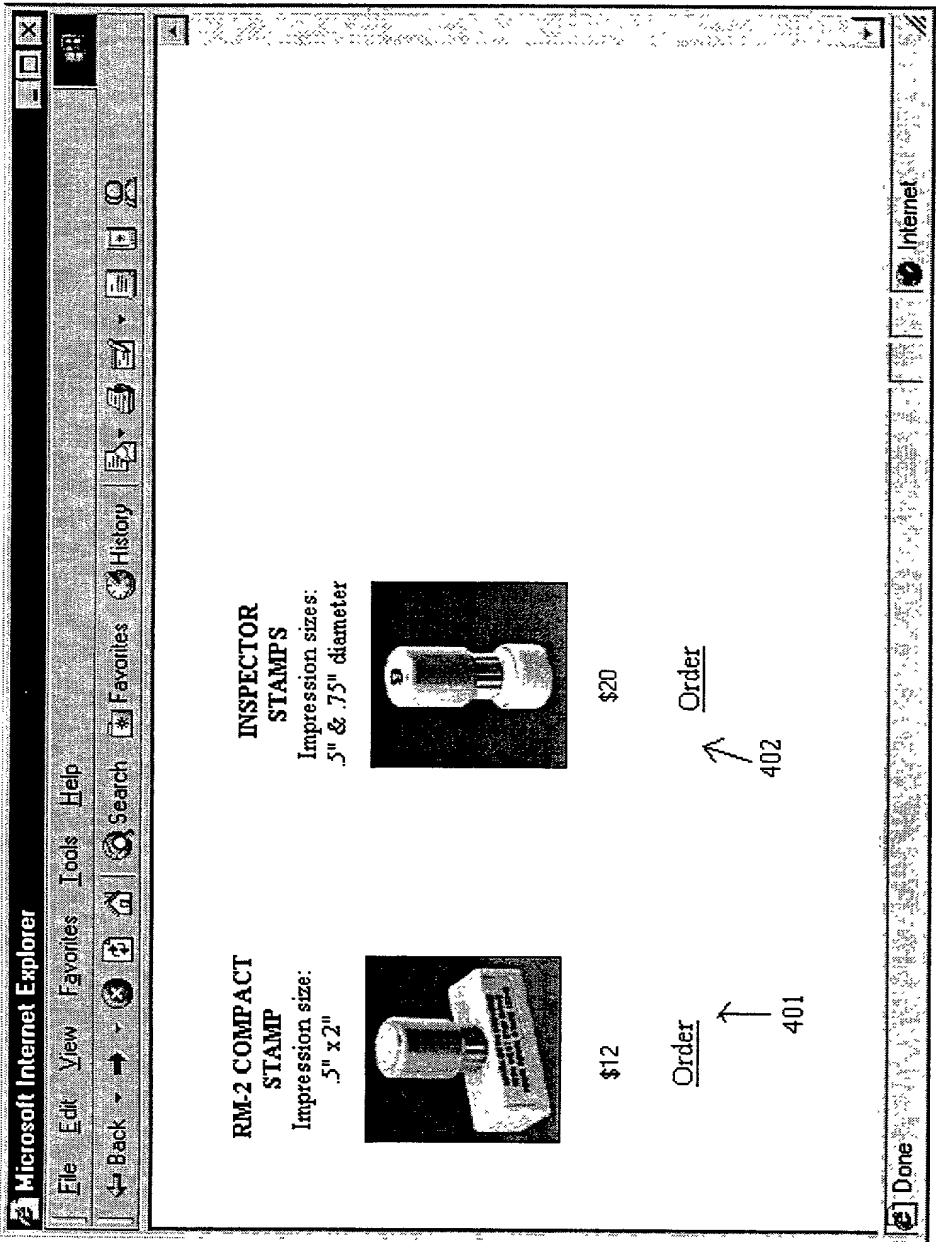 Microsoft Internet Explorer
File Edit View Favorites Tools Help
Back Search Favorites History
RM-2 COMPACT
STAMP
Impression size:
.5" x2"
$12
Order
401
INSPECTOR
STAMPS
Impression sizes:
.5" & .75" diameter
$20
Order
402
Done Internet